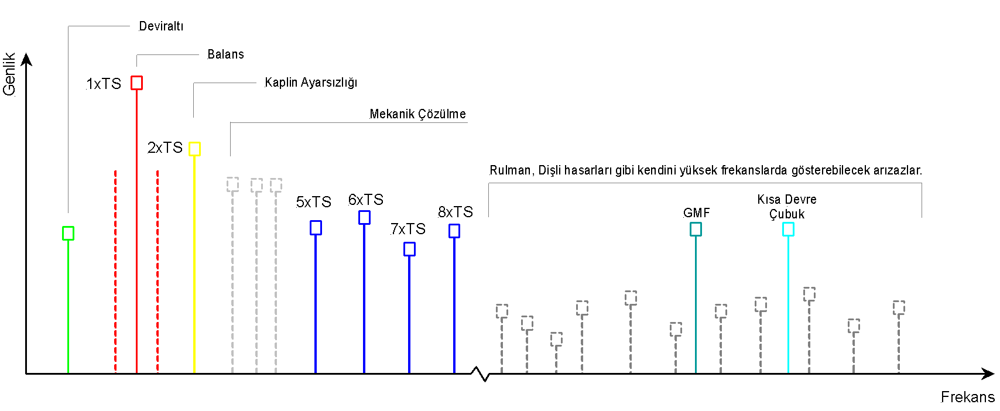 Deviraltı
Balans
Genlik
1xTS
Kaplin Ayarsızlığı
Mekanik Çözülme
2xTS
Rulman, Dişli hasarları gibi kendini yüksek frekanslarda gösterebilecek arızazlar.
5xTS
6xTS
7xTS
8xTS
GMF
Kısa Devre
Çubuk
Frekans